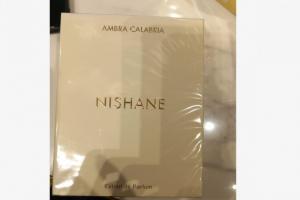 AMBRA CALABRIA
NISHANE
Extrait de Parfum